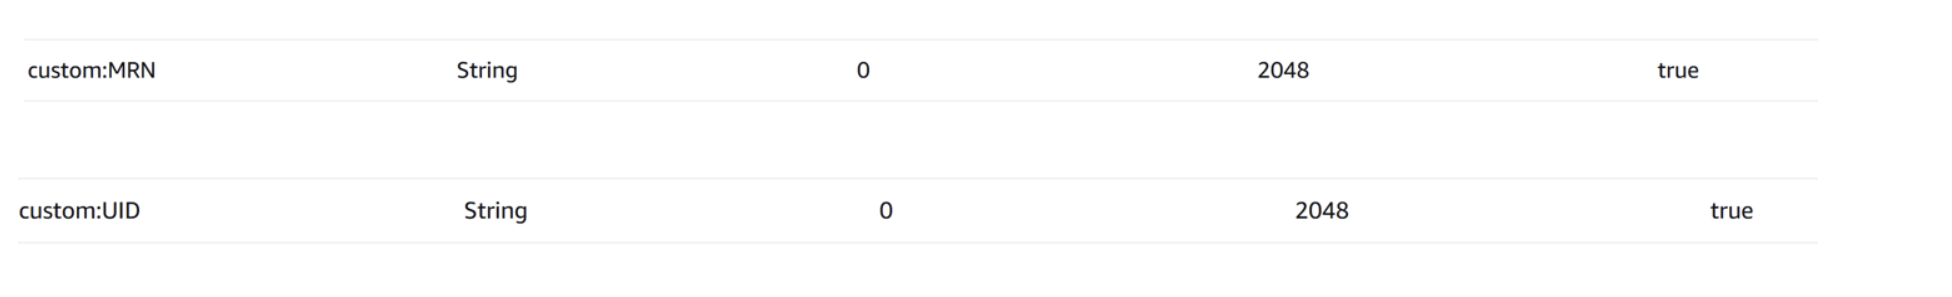 custom:MRN String 0 2048 true
custom:UID String 0 2048 true